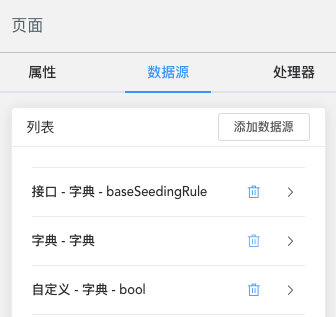 页面
属性 数据源 处理器
列表 添加数据源
接口 - 字典 - baseSeedingRule
字典 - 字典
自定义 - 字典 - bool